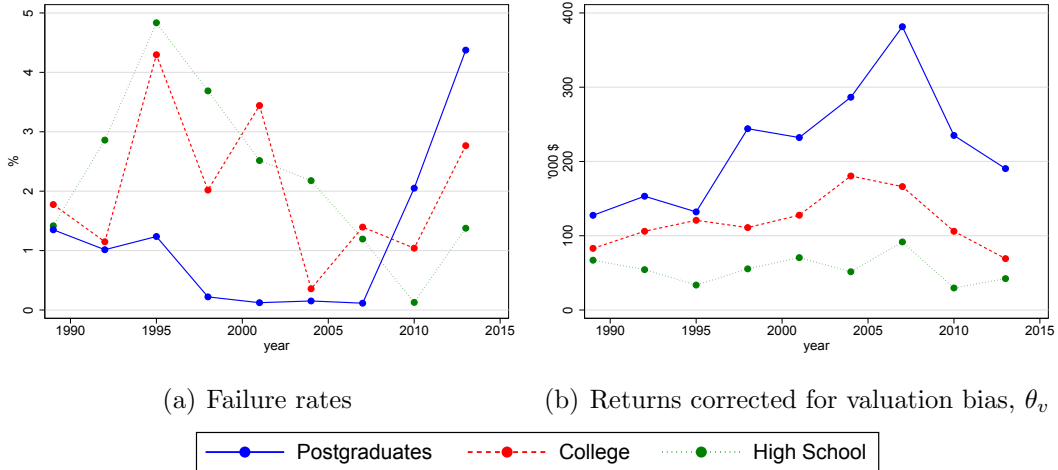 5
4
3
2
1
0
%
1990 1995 2000 2005 2010 2015
year
(a) Failure rates
400
300
200
100
0
'000 $
1990 1995 2000 2005 2010 2015
year
(b) Returns corrected for valuation bias, θv
Postgraduates College High School